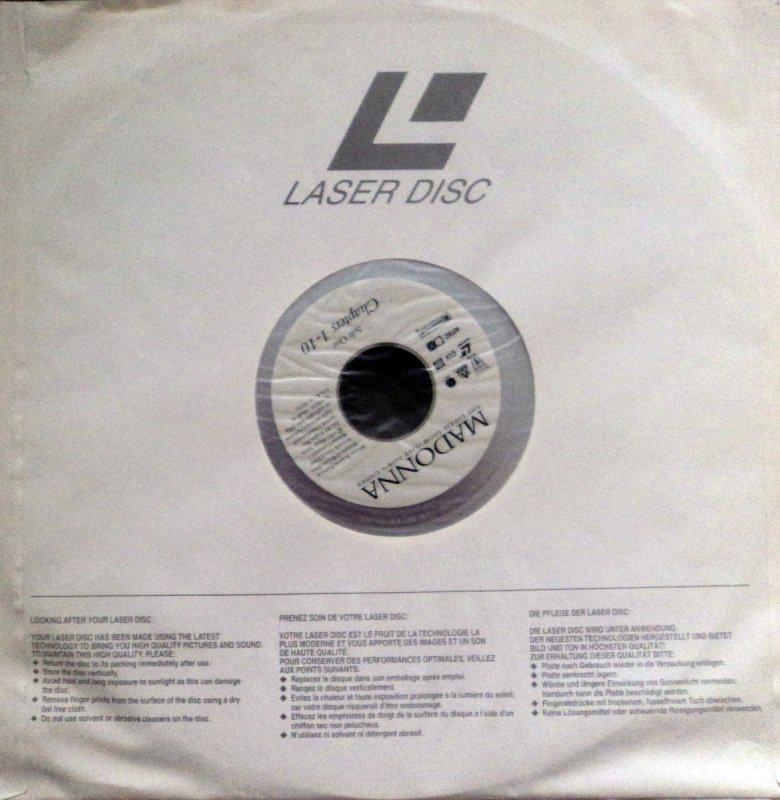 LASER DISC
Side One
Chapters 1-10
NTSC
CLV
MADONNA
LOOKING AFTER YOUR LASER DISC:
YOUR LASER DISC HAS BEEN MADE USING THE LATEST
TECHNOLOGY TO BRING YOU HIGH QUALITY PICTURES AND SOUND.
TO MAINTAIN THIS HIGH QUALITY, PLEASE:
Return the disc to its packing immediately after use.
Store the disc vertically.
Avoid heat and long exposure to sunlight as this can damage
the disc.
Remove finger prints from the surface of the disc using a dry
lint free cloth.
Do not use solvent or abrasive cleaners on the disc.
PRENEZ SOIN DE VOTRE LASER DISC:
VOTRE LASER DISC EST LE FRUIT DE LA TECHNOLOGIE LA
PLUS MODERNE ET VOUS APPORTE DES IMAGES ET UN SON
DE HAUTE QUALITÉ.
POUR CONSERVER DES PERFORMANCES OPTIMALES, VEILLEZ
AUX POINTS SUIVANTS:
Replacez le disque dans son emballage après emploi.
Rangez le disque verticalement.
Evitez la chaleur et toute exposition prolongée à la lumière du soleil,
car votre disque risquerait d'être endommagé.
Effacez les empreintes de doigt de la surface du disque à l'aide d'un
chiffon sec non pelucheux.
N'utilisez ni solvant ni détergent abrasif.
DIE PFLEGE DER LASER DISC:
DIE LASER DISC WIRD UNTER ANWENDUNG
DER NEUESTEN TECHNOLOGIEN HERGESTELLT UND BIETET
BILD UND TON IN HÖCHSTER QUALITÄT!
ZUR ERHALTUNG DIESER QUALITÄT BITTE:
Platte nach Gebrauch wieder in die Verpackung einlegen.
Platte senkrecht lagern.
Wärme und längere Einwirkung von Sonnenlicht vermeiden,
hierdurch kann die Platte beschädigt werden.
Fingerabdrücke mit trockenem, fusselfreiem Tuch abwischen.
Keine Lösungsmittel oder scheuernde Reinigungsmittel verwenden.